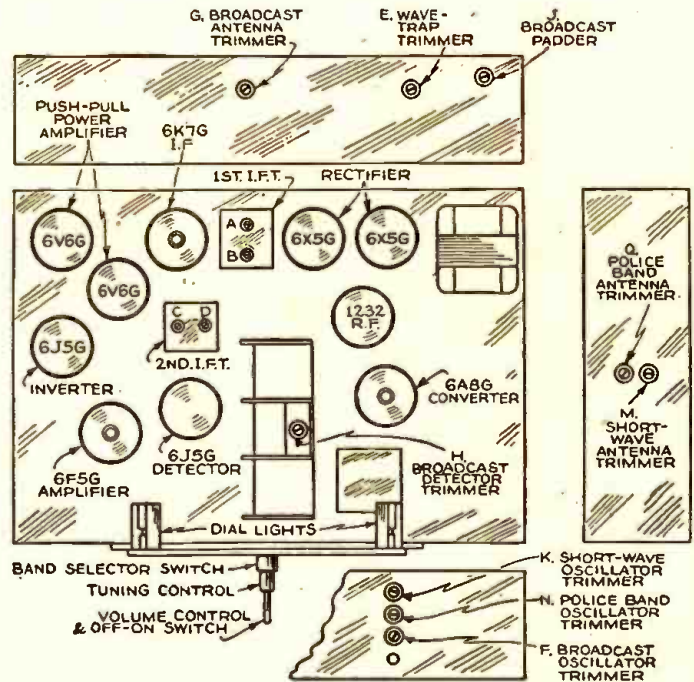 G. BROADCAST
ANTENNA
TRIMMER
E. WAVE-
TRAP
TRIMMER
J.
BROADCAST
PADDER
PUSH-PULL
POWER
AMPLIFIER
6K7G
I.F
1ST. I.F.T.
RECTIFIER
6V6G
A
B
6X5G
6X5G
6V6G
C D
1232
R.F.
6J5G
INVERTER
2ND. I.F.T.
6A8G
CONVERTER
6F5G
AMPLIFIER
6J5G
DETECTOR
H.
BROADCAST
DETECTOR
TRIMMER
DIAL LIGHTS
BAND SELECTOR SWITCH
TUNING CONTROL
VOLUME CONTROL
& OFF-ON SWITCH
Q.
POLICE
BAND
ANTENNA
TRIMMER
M.
SHORT-
WAVE
ANTENNA
TRIMMER
K. SHORT-WAVE
OSCILLATOR
TRIMMER
N. POLICE BAND
OSCILLATOR
TRIMMER
F. BROADCAST
OSCILLATOR
TRIMMER